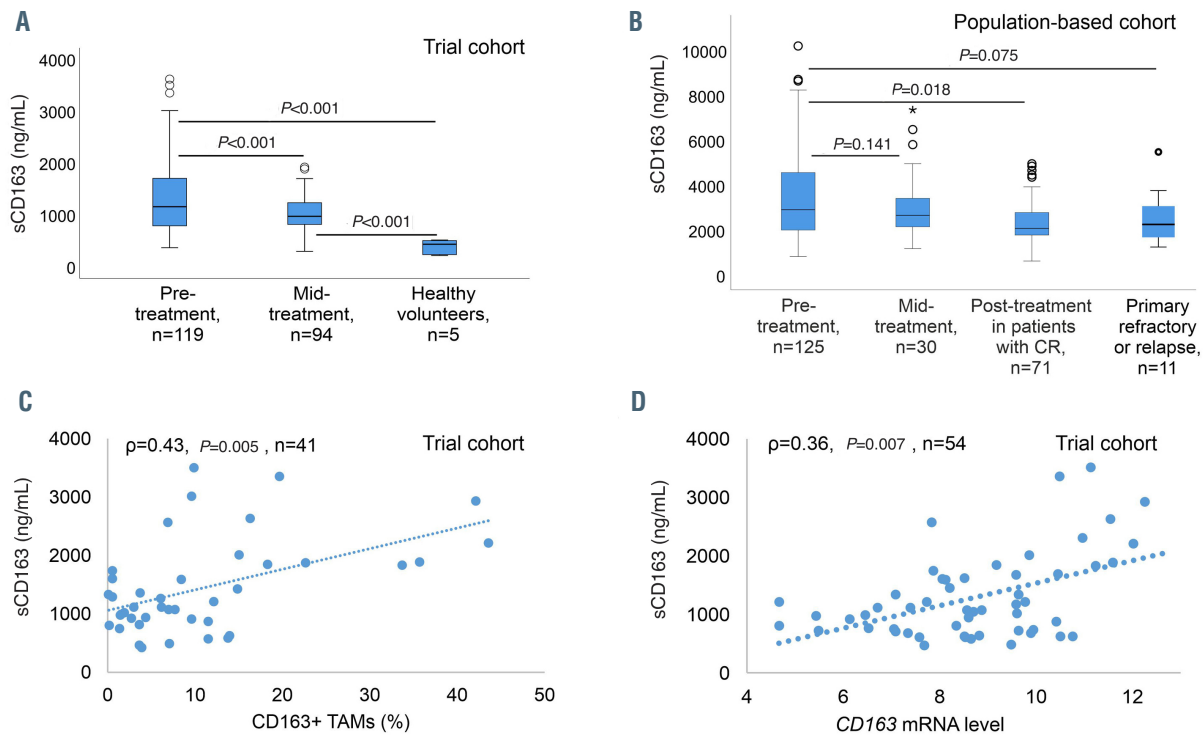 A
Trial cohort
sCD163 (ng/mL)
4000
3000
2000
1000
0
P<0.001
P<0.001
P<0.001
Pre-
treatment,
n=119
Mid-
treatment,
n=94
Healthy
volunteers,
n=5
B
Population-based cohort
sCD163 (ng/mL)
10000
8000
6000
4000
2000
0
P=0.075
P=0.018
*
P=0.141
Pre-
treatment,
n=125
Mid-
treatment,
n=30
Post-treatment
in patients
with CR,
n=71
Primary
refractory
or relapse,
n=11
C
ρ=0.43, P=0.005 , n=41
Trial cohort
sCD163 (ng/mL)
4000
3000
2000
1000
0
0 10 20 30 40 50
CD163+ TAMs (%)
D
ρ=0.36, P=0.007 , n=54
Trial cohort
sCD163 (ng/mL)
4000
3000
2000
1000
0
4 6 8 10 12
CD163 mRNA level